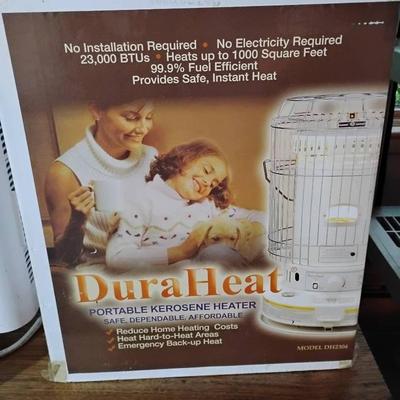 No Installation Required • No Electricity Required
23,000 BTUs • Heats up to 1000 Square Feet
99.9% Fuel Efficient
Provides Safe, Instant Heat
DuraHeat
PORTABLE KEROSENE HEATER
SAFE, DEPENDABLE, AFFORDABLE
Reduce Home Heating Costs
Heat Hard-to-Heat Areas
Emergency Back-up Heat
MODEL DH2304